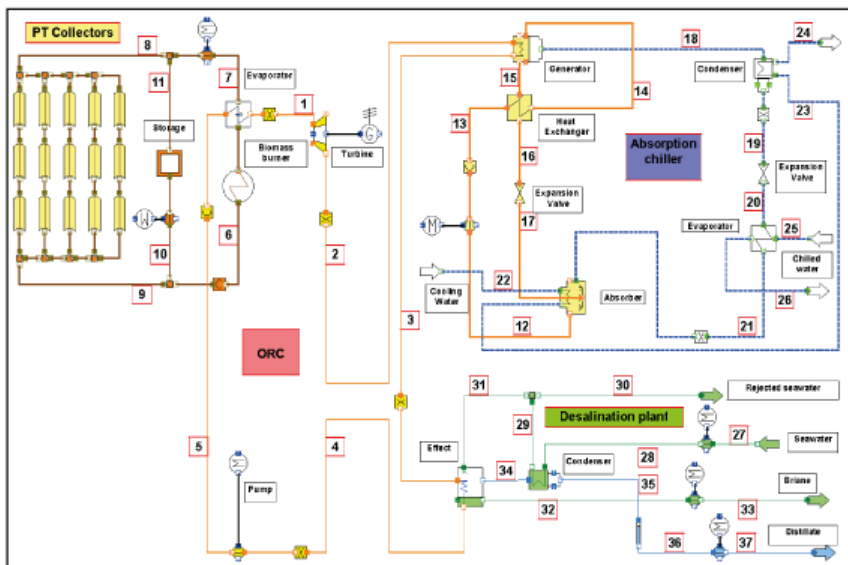 PT Collectors
8
24
18
7
Evaporator
Condenser
11
15
Generator
14
1
23
13
Storage
Heat
Exchanger
Absorption
chiller
Biomass
burner
Turbine
G
19
16
Expansion
Valve
Expansion
Valve
20
M
6
17
Evaporator
25
10
2
22
Chilled
water
Cooling
Water
Absorber
26
9
3
12
21
ORC
31
30
Rejected seawater
Desalination plant
29
27
5
4
Effect
Condenser
28
Seawater
34
35
Briane
Pump
32
33
Distillate
36
37